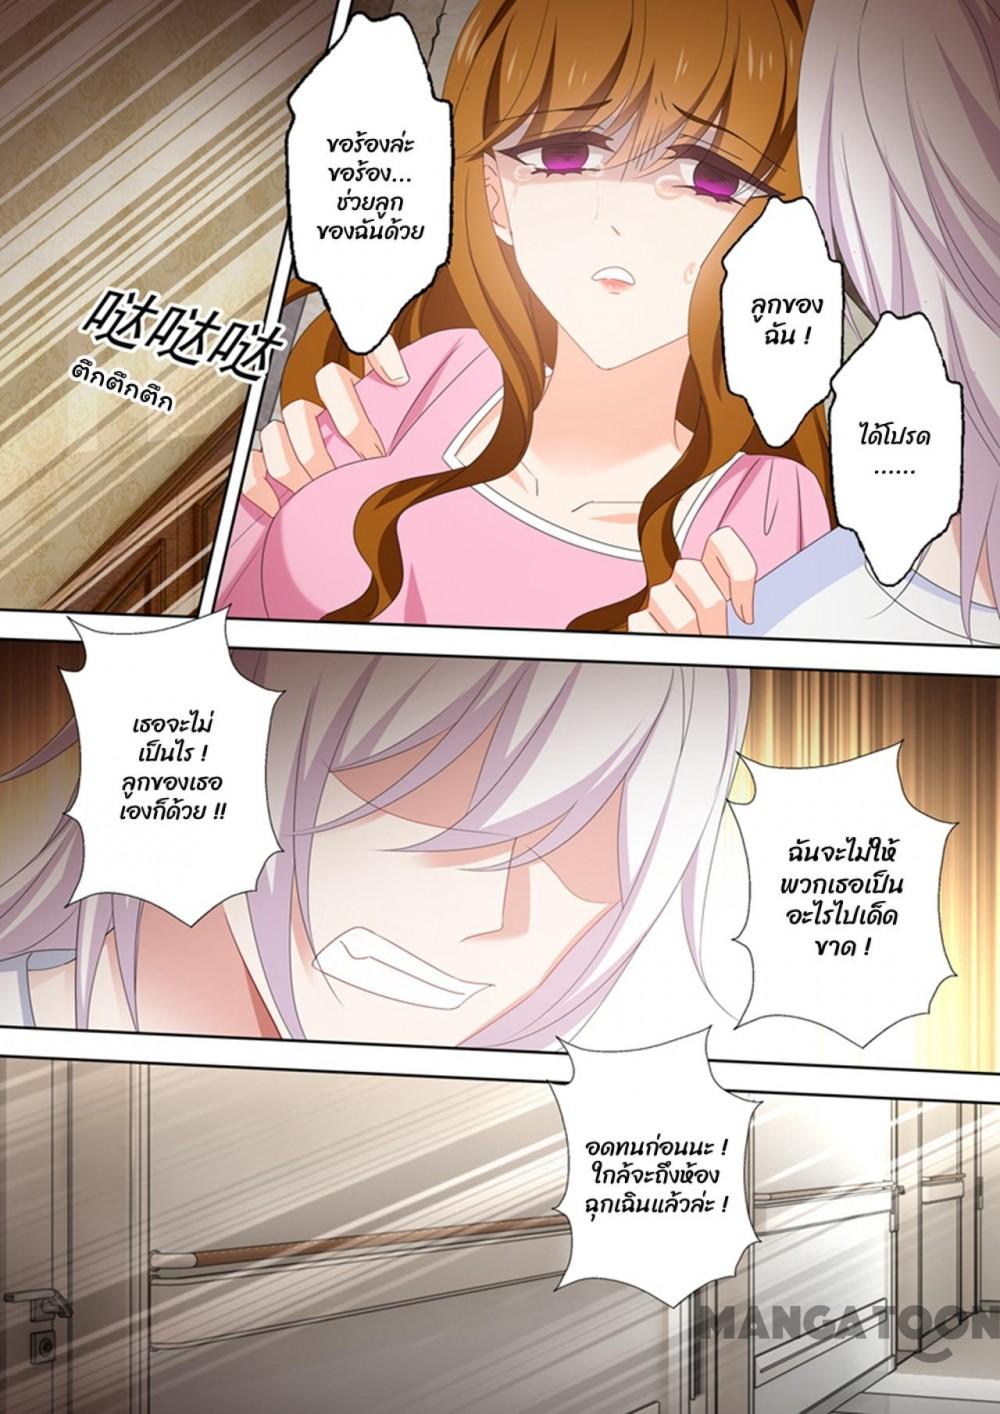 ขอร้องล่ะ
ขอร้อง...
ช่วยลูก
ของฉันด้วย
ลูกของ
ฉัน !
ได้โปรด
......
哒哒哒
ตึกตึกตึก
เธอจะไม่
เป็นไร !
ลูกของเธอ
เองก็ด้วย !!
ฉันจะไม่ให้
พวกเธอเป็น
อะไรไปเด็ด
ขาด !
อดทนก่อนนะ !
ใกล้จะถึงห้อง
ฉุกเฉินแล้วล่ะ !
MANGATOON